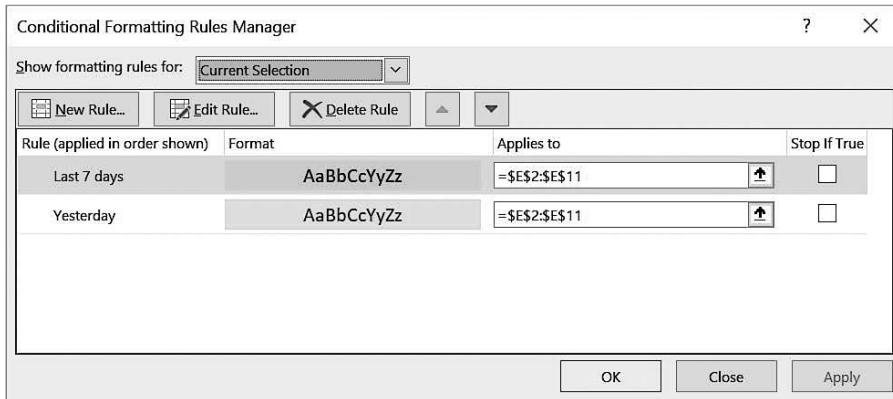 Conditional Formatting Rules Manager ? X
Show formatting rules for: Current Selection
New Rule... Edit Rule... Delete Rule
Rule (applied in order shown) Format Applies to Stop If True
Last 7 days AaBbCcYyZz =$E$2:$E$11
Yesterday AaBbCcYyZz =$E$2:$E$11
OK Close Apply